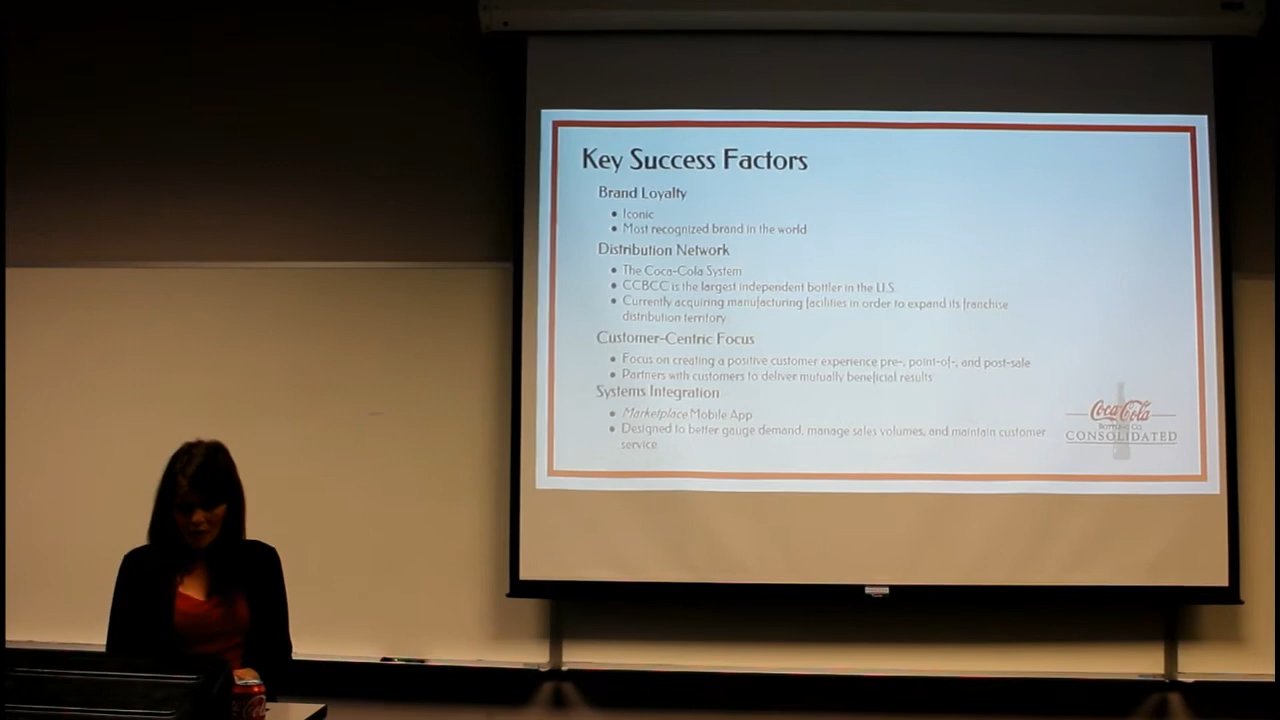 Key Success Factors
Brand Loyalty
• Iconic
• Most recognized brand in the world
Distribution Network
• The Coca-Cola System
• CCBCC is the largest independent bottler in the U.S.
• Currently acquiring manufacturing facilities in order to expand its franchise
distribution territory
Customer-Centric Focus
• Focus on creating a positive customer experience pre-, point-of-, and post-sale
• Partners with customers to deliver mutually beneficial results
Systems Integration
• Marketplace Mobile App
• Designed to better gauge demand, manage sales volumes, and maintain customer
service
Coca-Cola
Bottling Co.
CONSOLIDATED